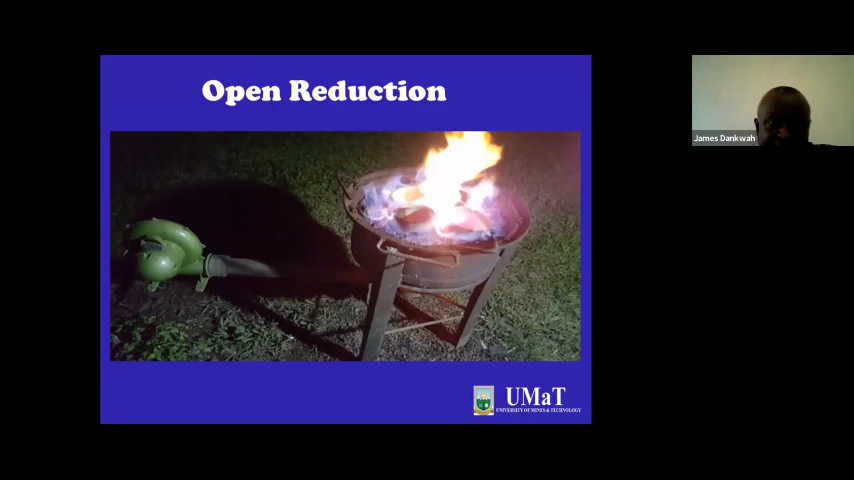 Open Reduction
James Dankwah
UMaT
UNIVERSITY OF MINES & TECHNOLOGY